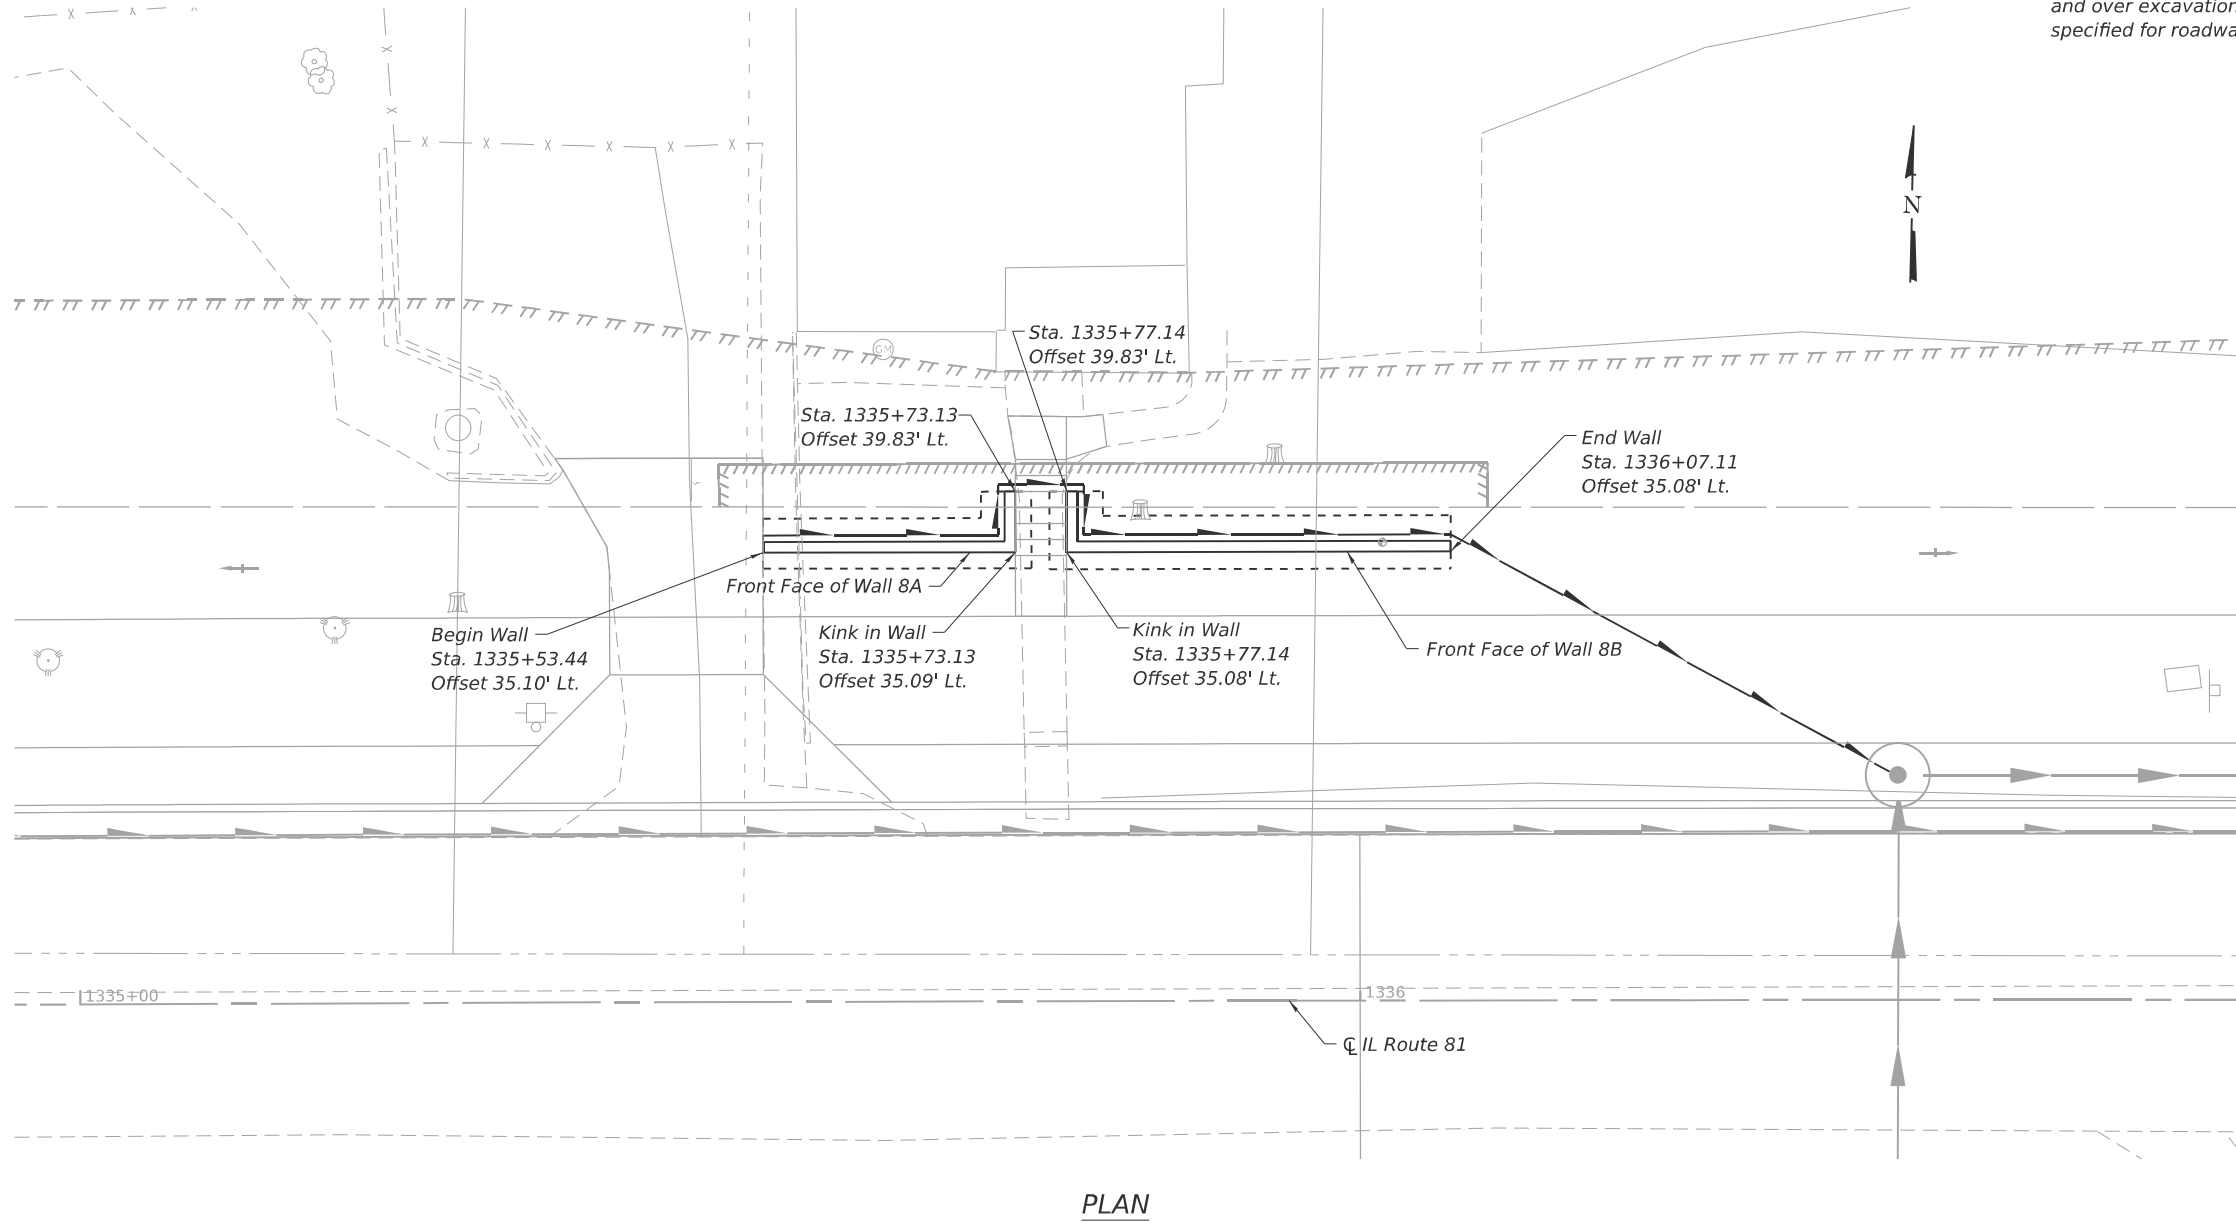 and over excavation
specified for roadwa
N
Sta. 1335+77.14
Offset 39.83' Lt.
GM
Sta. 1335+73.13
Offset 39.83' Lt.
End Wall
Sta. 1336+07.11
Offset 35.08' Lt.
Front Face of Wall 8A
Begin Wall
Sta. 1335+53.44
Offset 35.10' Lt.
Kink in Wall
Sta. 1335+73.13
Offset 35.09' Lt.
Kink in Wall
Sta. 1335+77.14
Offset 35.08' Lt.
Front Face of Wall 8B
1335+00
1336
℄ IL Route 81
PLAN